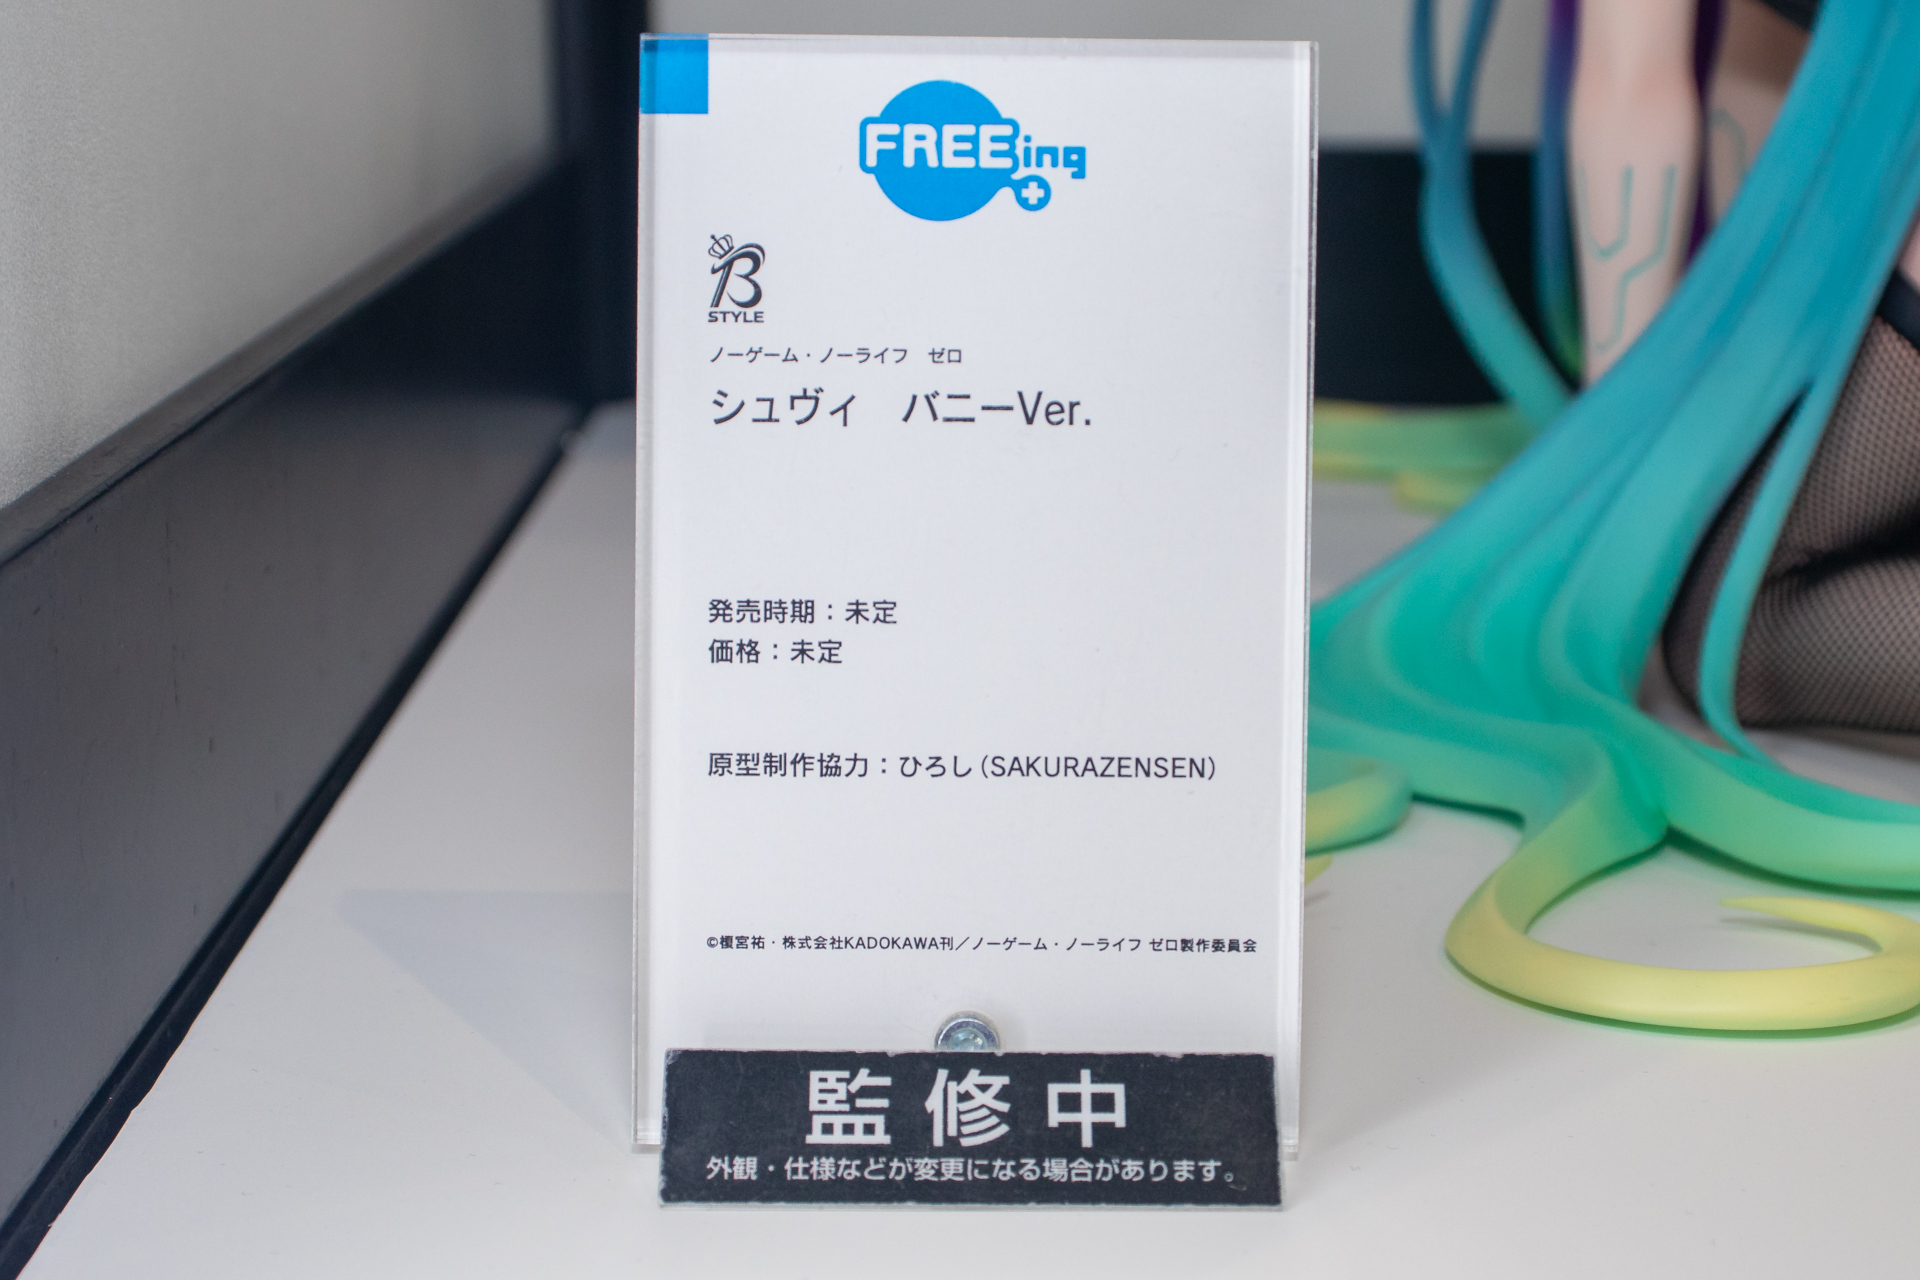 FREEing
B
STYLE
ノーゲーム・ノーライフ　ゼロ
シュヴィ　バニーVer.
発売時期：未定
価格：未定
原型制作協力：ひろし（SAKURAZENSEN）
©榎宮祐・株式会社KADOKAWA刊／ノーゲーム・ノーライフ ゼロ製作委員会
監修中
外観・仕様などが変更になる場合があります。